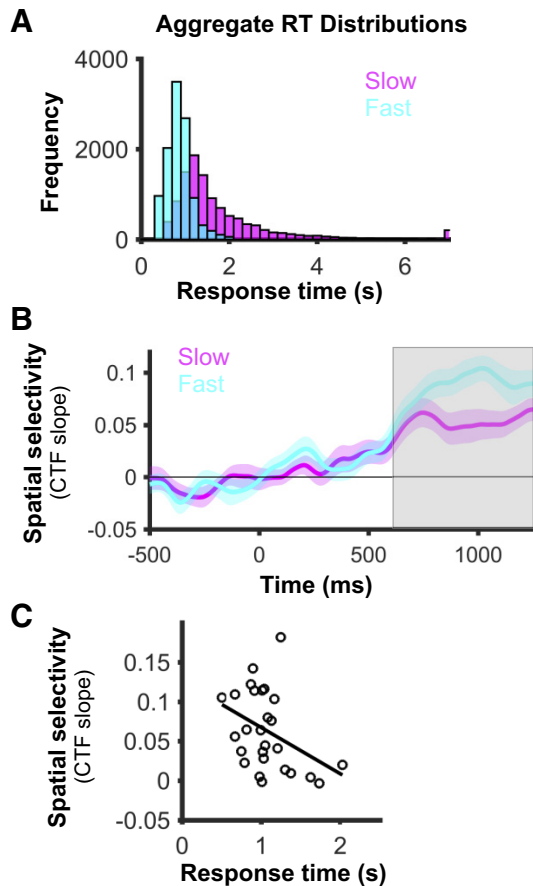 A
Aggregate RT Distributions
4000
2000
0
Frequency
Slow
Fast
0 2 4 6
Response time (s)
B
Slow
Fast
0.1
0.05
0
-0.05
Spatial selectivity
(CTF slope)
-500 0 500 1000
Time (ms)
C
0.15
0.1
0.05
0
-0.05
Spatial selectivity
(CTF slope)
0 1 2
Response time (s)